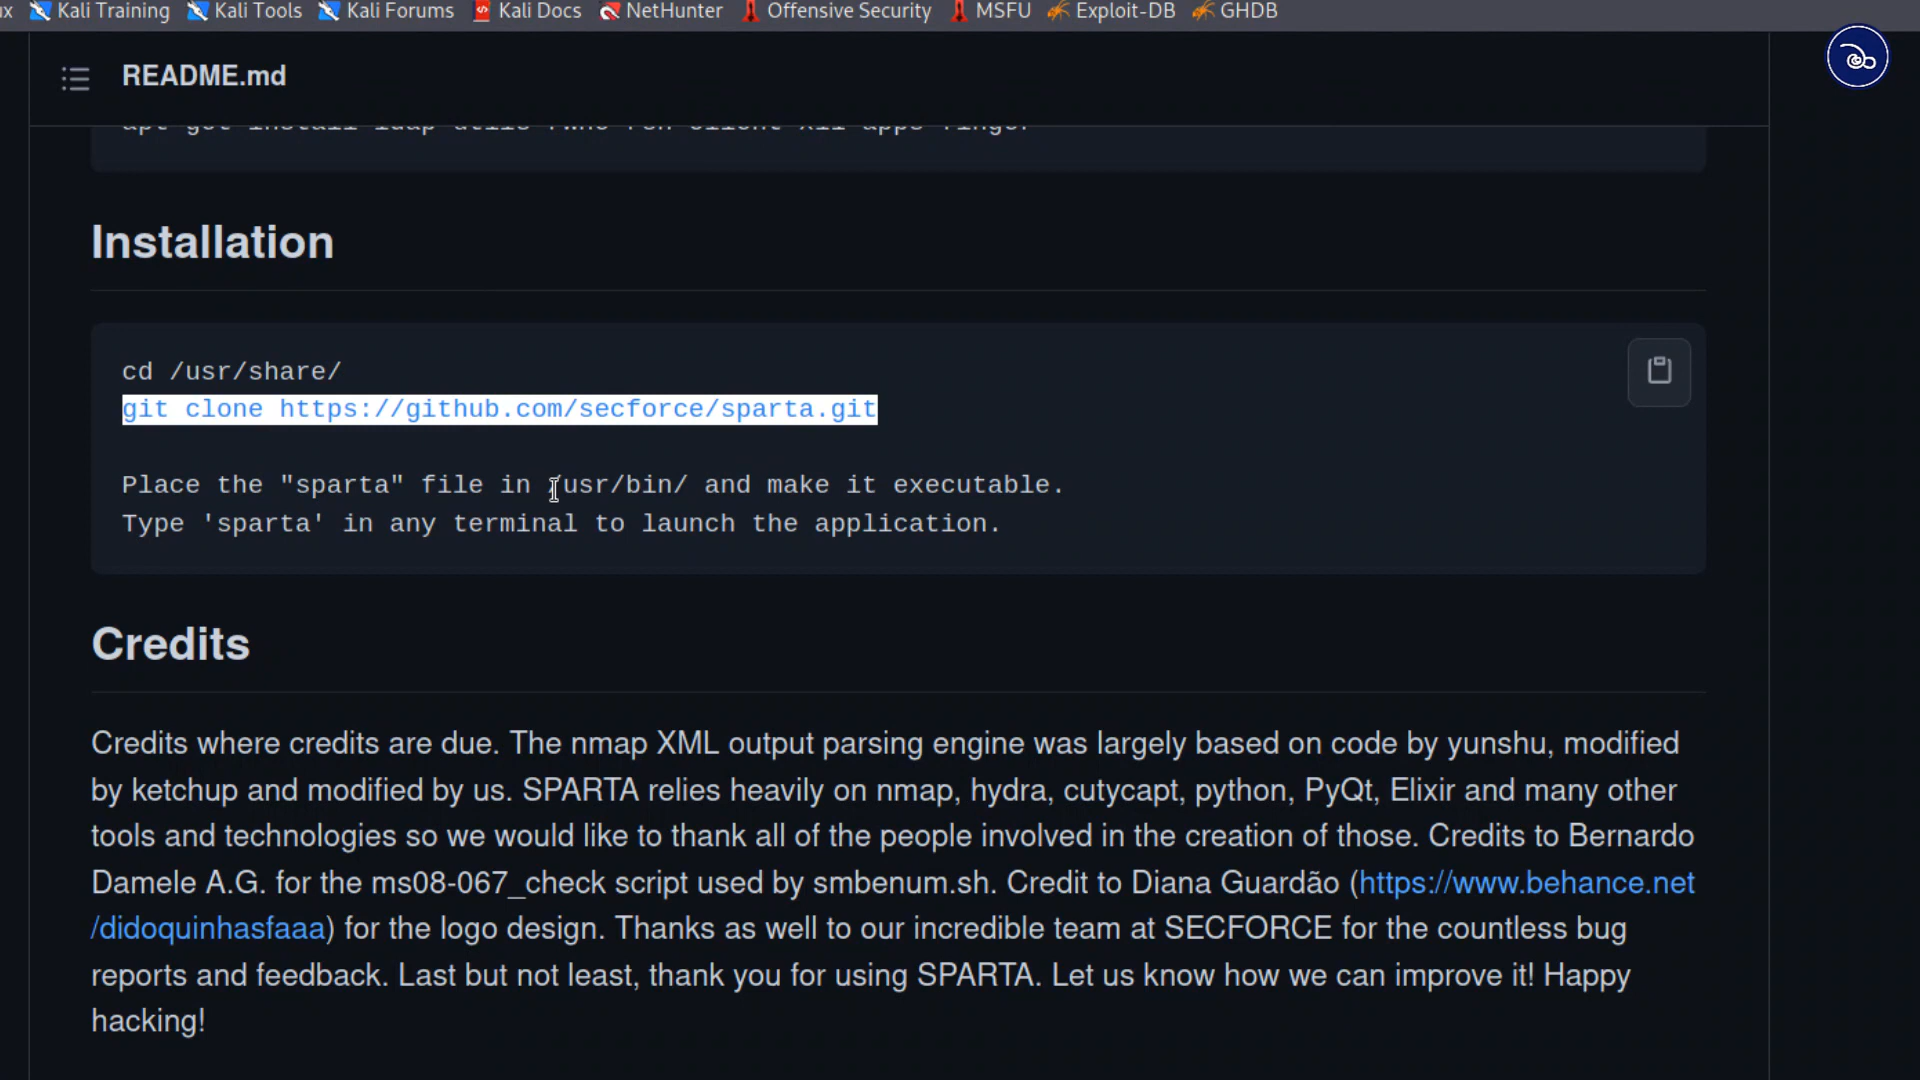 Kali Training Kali Tools Kali Forums Kali Docs NetHunter Offensive Security MSFU Exploit-DB GHDB
README.md
Installation
cd /usr/share/
git clone https://github.com/secforce/sparta.git
Place the "sparta" file in /usr/bin/ and make it executable.
Type 'sparta' in any terminal to launch the application.
Credits
Credits where credits are due. The nmap XML output parsing engine was largely based on code by yunshu, modified
by ketchup and modified by us. SPARTA relies heavily on nmap, hydra, cutycapt, python, PyQt, Elixir and many other
tools and technologies so we would like to thank all of the people involved in the creation of those. Credits to Bernardo
Damele A.G. for the ms08-067_check script used by smbenum.sh. Credit to Diana Guardão (https://www.behance.net
/didoquinhasfaaa) for the logo design. Thanks as well to our incredible team at SECFORCE for the countless bug
reports and feedback. Last but not least, thank you for using SPARTA. Let us know how we can improve it! Happy
hacking!